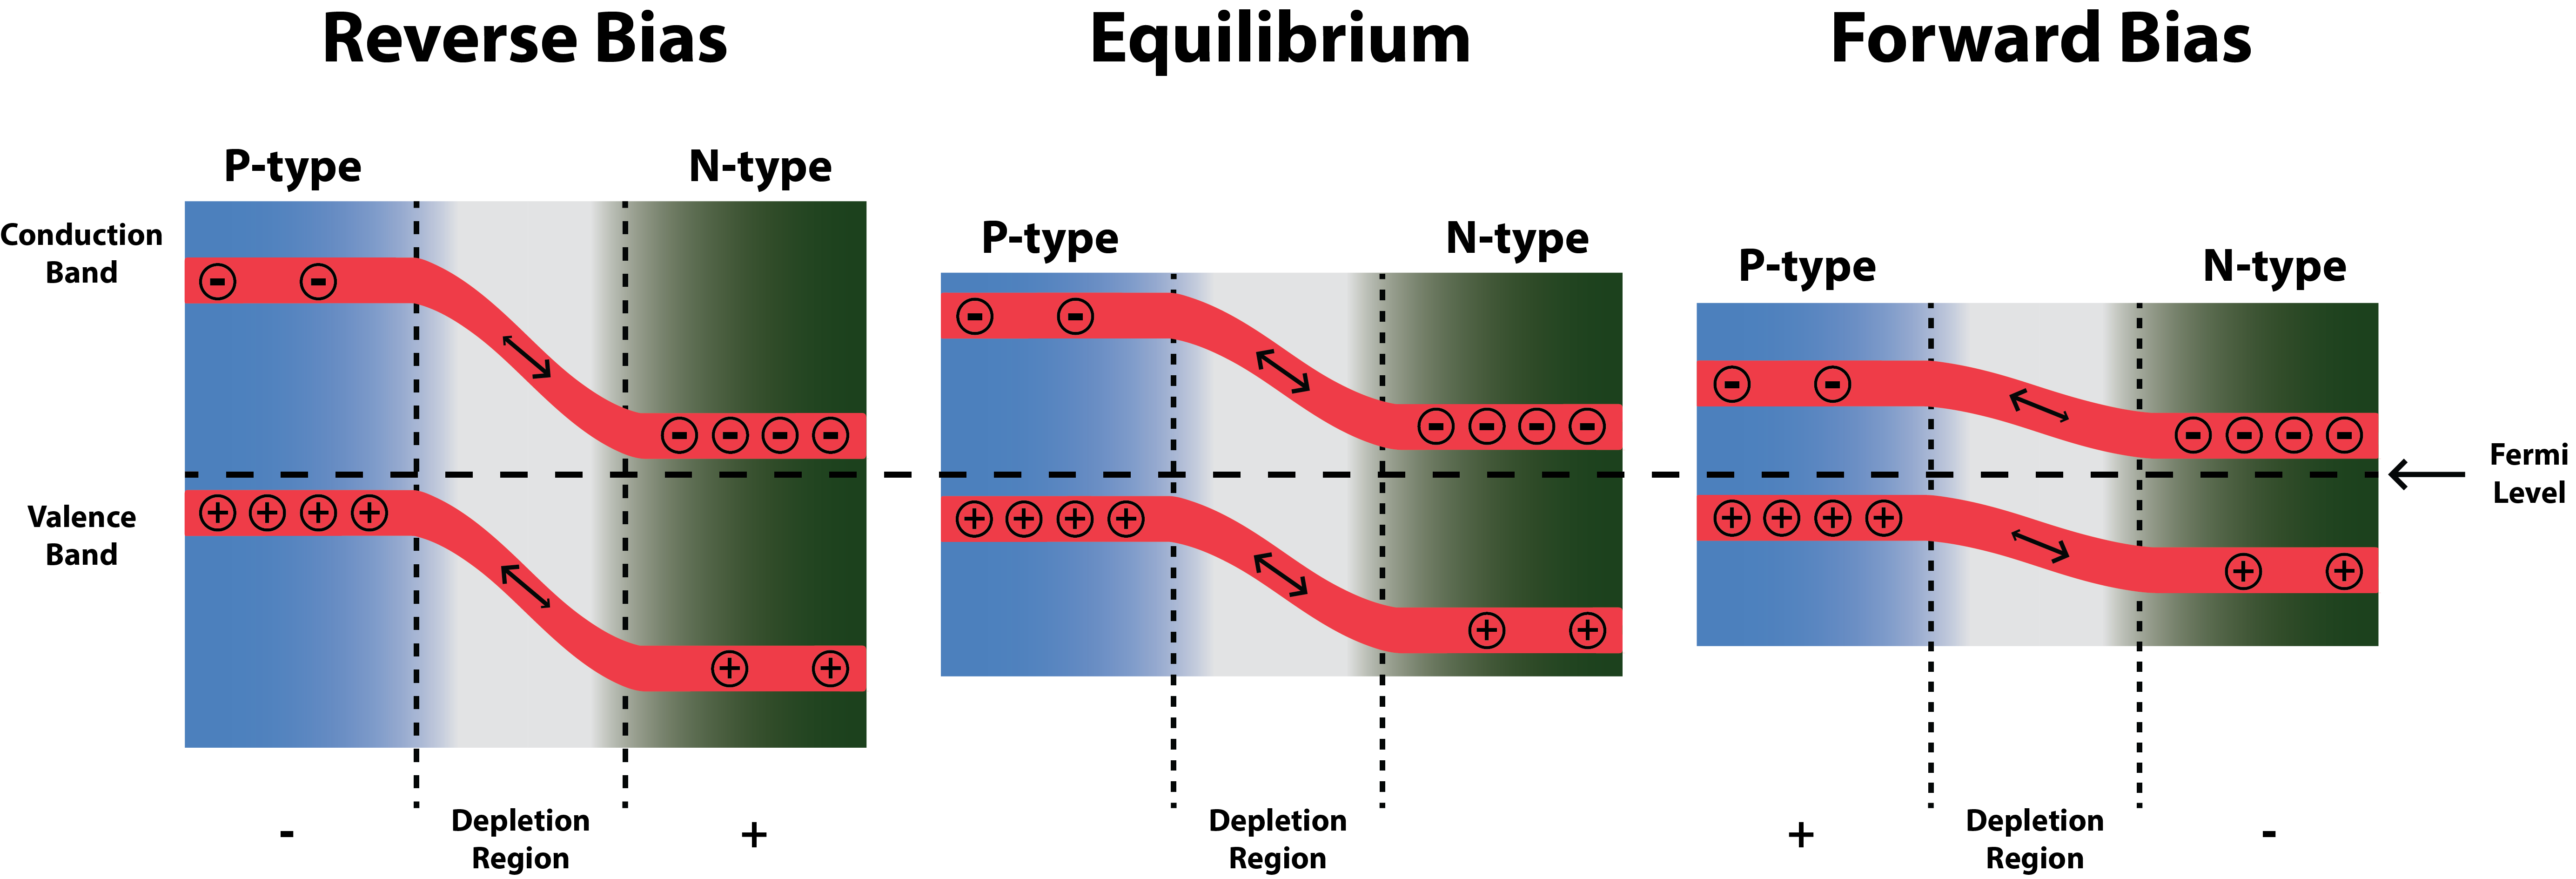 Reverse Bias
Equilibrium
Forward Bias
P-type
N-type
P-type
N-type
P-type
N-type
Conduction
Band
- -
- - - -
- -
- - - -
- -
- - - -
Fermi
Level
Valence
Band
+ + + +
+ +
+ + + +
+ +
+ + + +
+ +
-
Depletion
Region
+
Depletion
Region
+
Depletion
Region
-